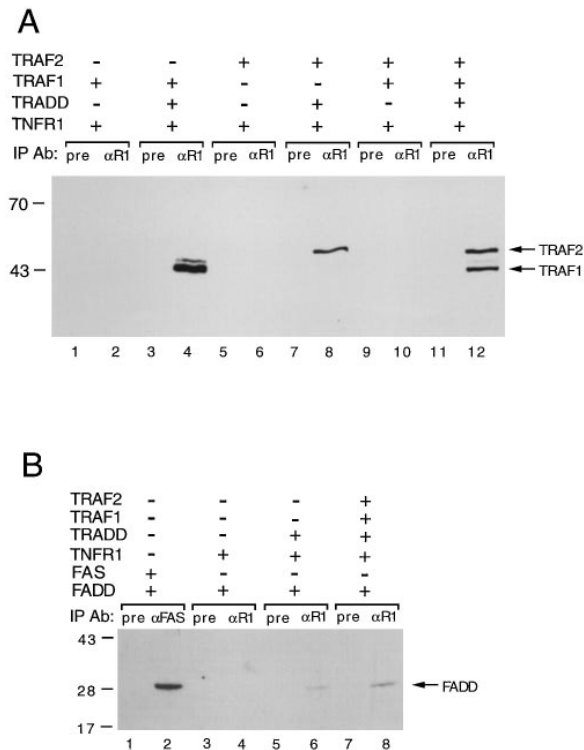 A
TRAF2 - - + + + +
TRAF1 + + - - + +
TRADD - + - + - +
TNFR1 + + + + + +
IP Ab: pre αR1 pre αR1 pre αR1 pre αR1 pre αR1 pre αR1
70
TRAF2
43
TRAF1
1 2 3 4 5 6 7 8 9 10 11 12
B
TRAF2 - - - +
TRAF1 - - - +
TRADD - - + +
TNFR1 - + + +
FAS + - - -
FADD + + + +
IP Ab: pre αFAS pre αR1 pre αR1 pre αR1
43
28
FADD
17
1 2 3 4 5 6 7 8